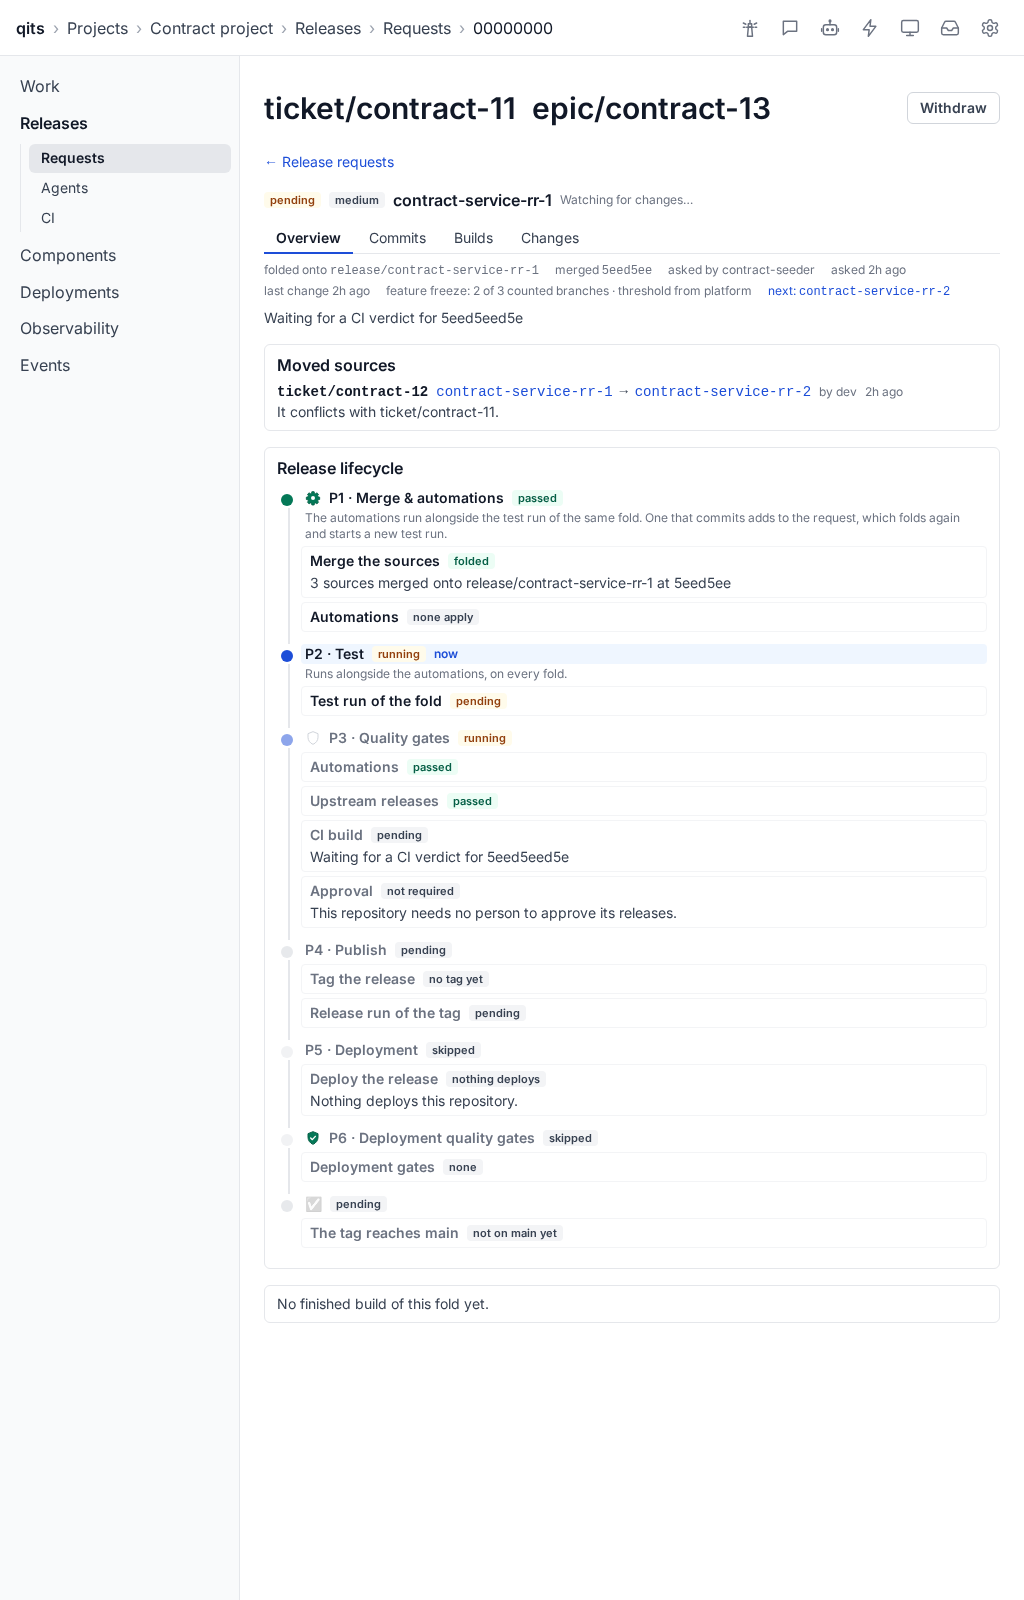 qits › Projects › Contract project › Releases › Requests › 00000000
Work
Releases
Requests
Agents
CI
Components
Deployments
Observability
Events
ticket/contract-11 epic/contract-13
Withdraw
← Release requests
pending medium contract-service-rr-1 Watching for changes...
Overview Commits Builds Changes
folded onto release/contract-service-rr-1 merged 5eed5ee asked by contract-seeder asked 2h ago
last change 2h ago feature freeze: 2 of 3 counted branches · threshold from platform next: contract-service-rr-2
Waiting for a CI verdict for 5eed5eed5e
Moved sources
ticket/contract-12 contract-service-rr-1 → contract-service-rr-2 by dev 2h ago
It conflicts with ticket/contract-11.
Release lifecycle
P1 · Merge & automations passed
The automations run alongside the test run of the same fold. One that commits adds to the request, which folds again
and starts a new test run.
Merge the sources folded
3 sources merged onto release/contract-service-rr-1 at 5eed5ee
Automations none apply
P2 · Test running now
Runs alongside the automations, on every fold.
Test run of the fold pending
P3 · Quality gates running
Automations passed
Upstream releases passed
CI build pending
Waiting for a CI verdict for 5eed5eed5e
Approval not required
This repository needs no person to approve its releases.
P4 · Publish pending
Tag the release no tag yet
Release run of the tag pending
P5 · Deployment skipped
Deploy the release nothing deploys
Nothing deploys this repository.
P6 · Deployment quality gates skipped
Deployment gates none
pending
The tag reaches main not on main yet
No finished build of this fold yet.